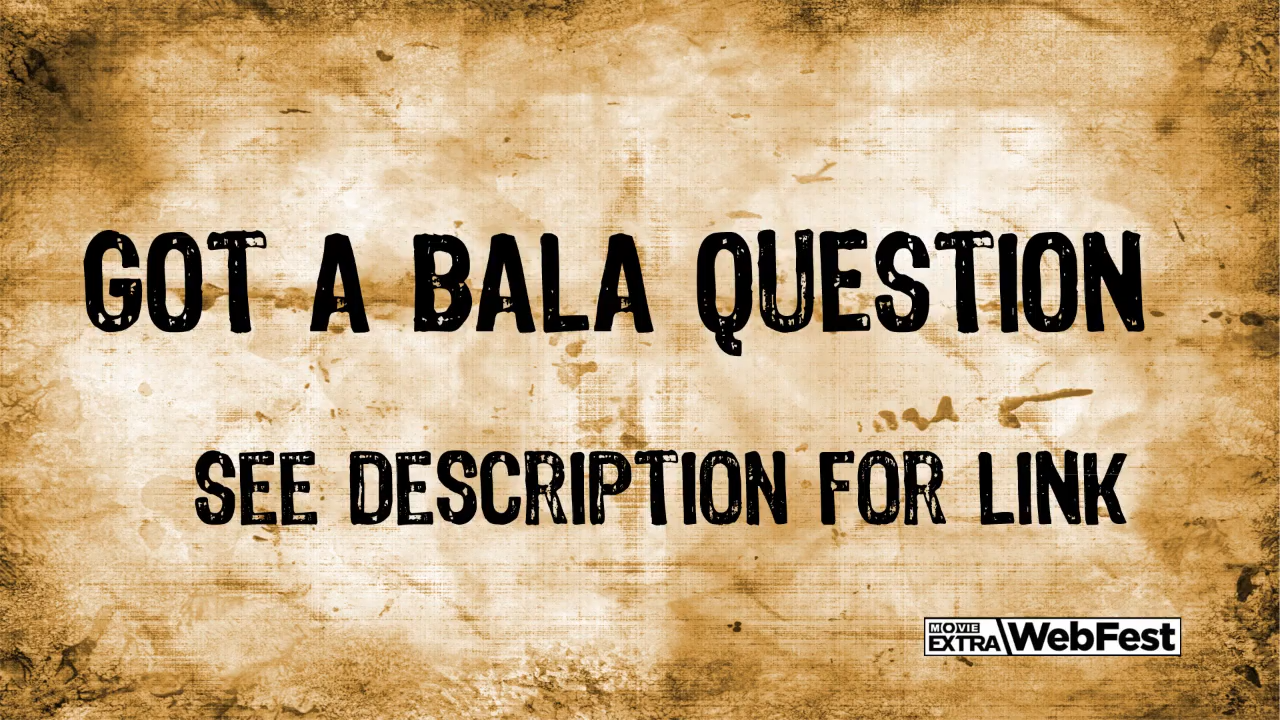 GOT A BALA QUESTION
SEE DESCRIPTION FOR LINK
MOVIE
EXTRA WebFest